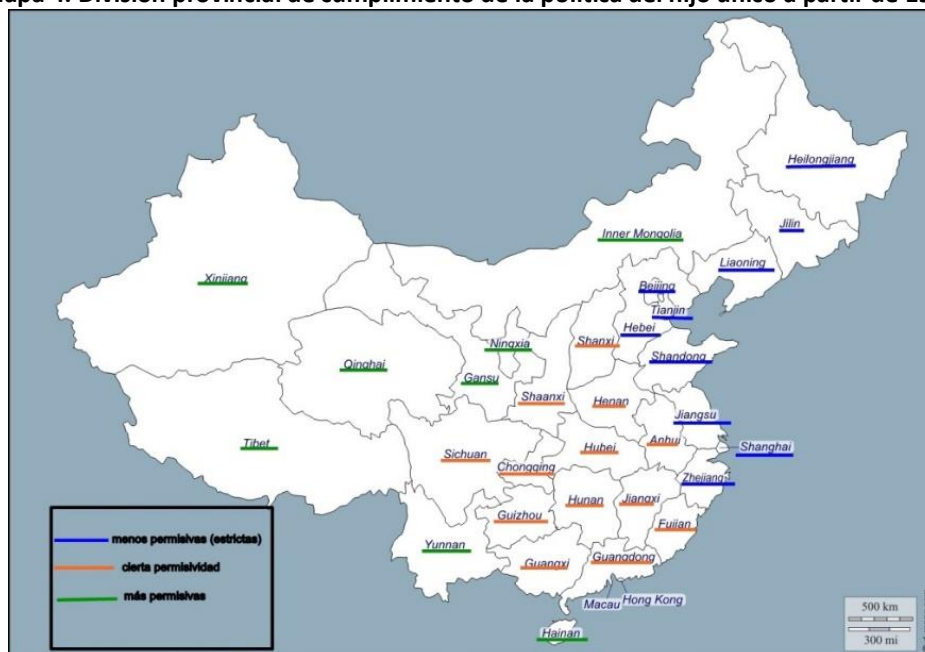 apa 4. División provincial de cumplimiento de la política del hijo único a partir de
Heilongjiang
Jilin
Inner Mongolia
Liaoning
Xinjiang
Beijing
Tianjin
Hebei
Ningxia
Shanxi
Shandong
Qinghai
Gansu
Shaanxi
Henan
Jiangsu
Tibet
Sichuan
Hubei
Anhui
Shanghai
Chongqing
Zhejiang
Hunan
Jiangxi
Guizhou
Fujian
menos permisivas (estrictas)
Yunnan
Guangxi
Guangdong
cierta permisividad
más permisivas
Macau
Hong Kong
Hainan
500 km
300 mi